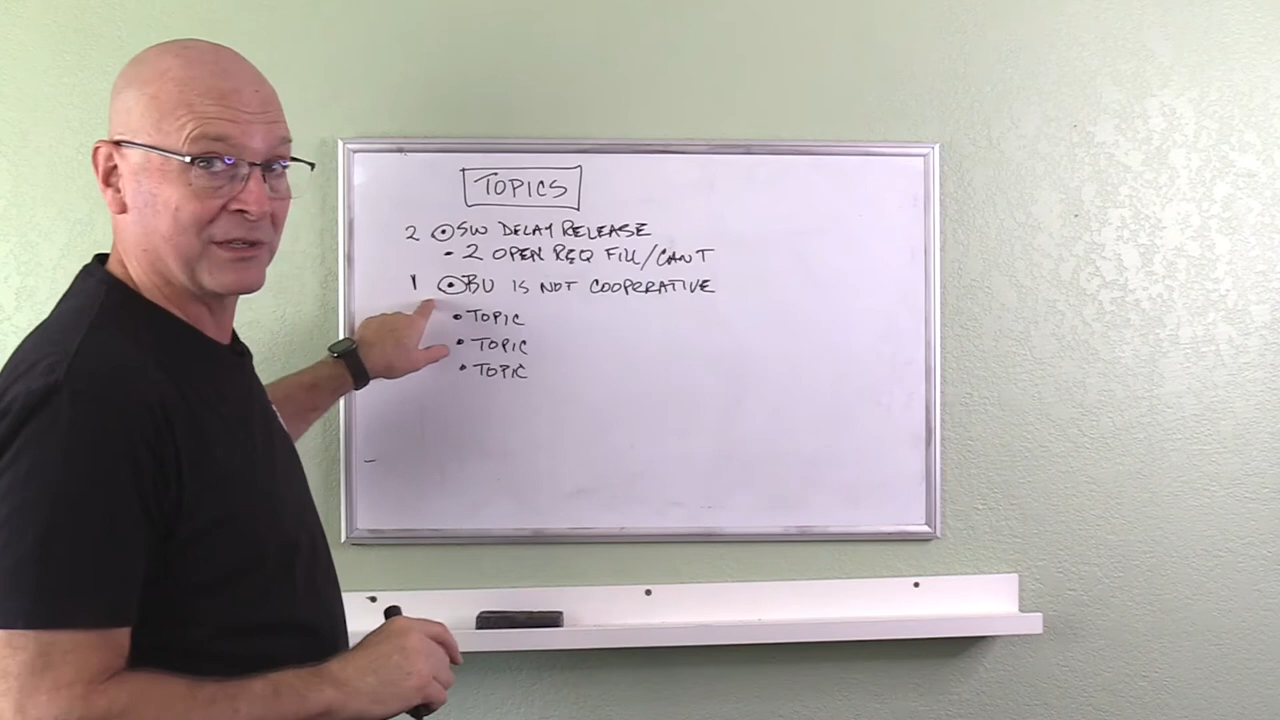 TOPICS
2 SW DELAY RELEASE
• 2 OPEN REQ FILL/CAN'T
1 BU IS NOT COOPERATIVE
• TOPIC
• TOPIC
• TOPIC